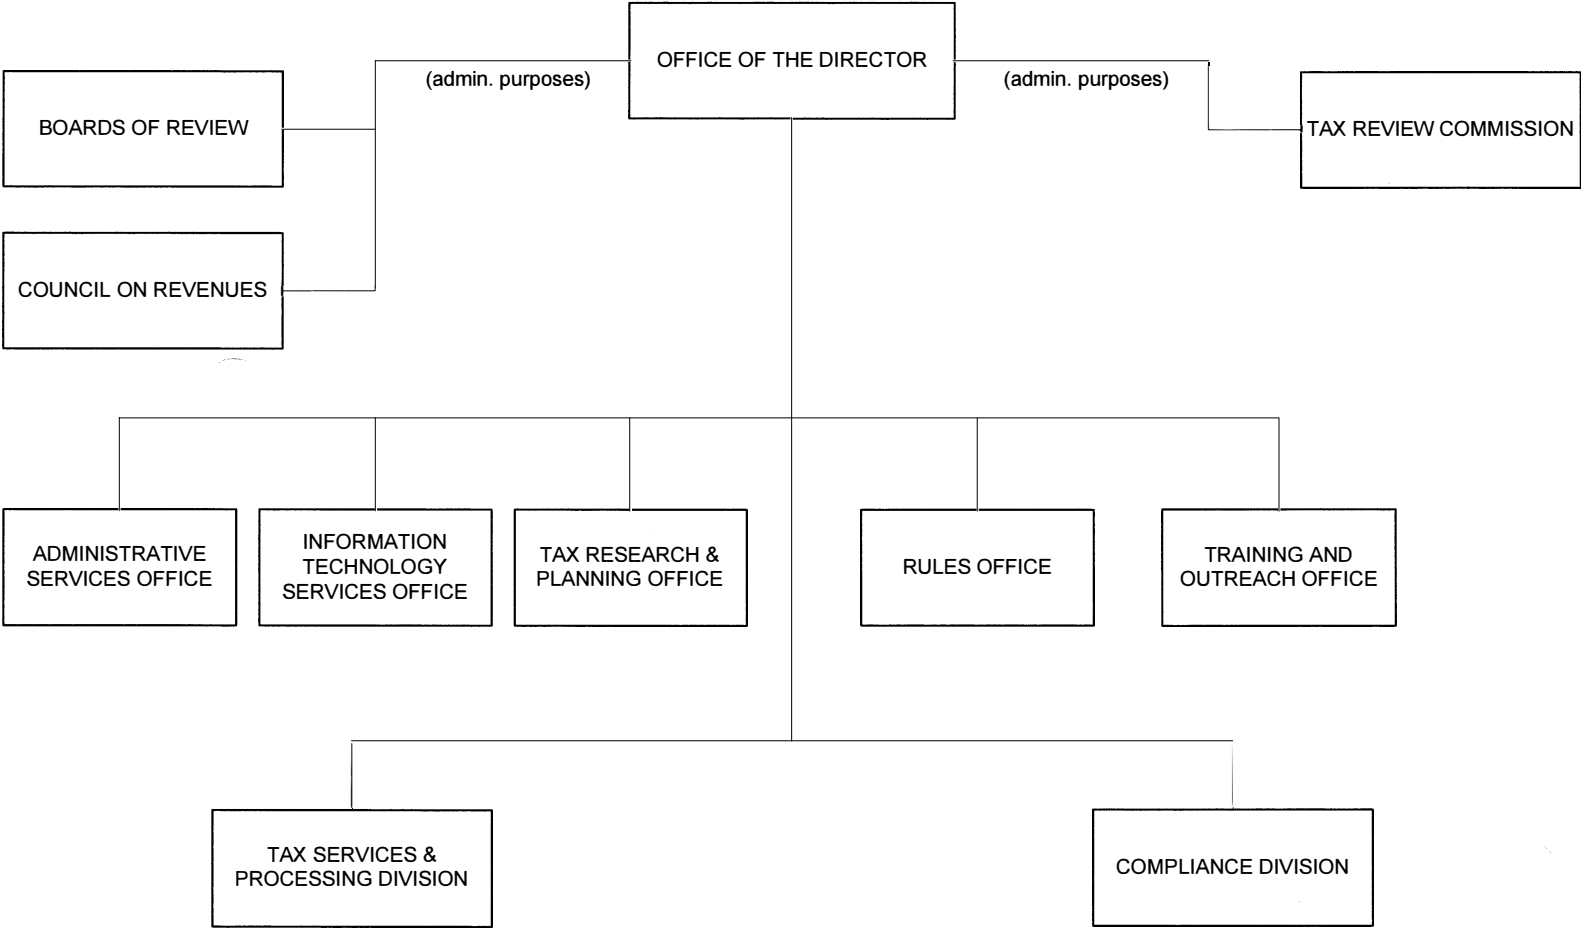 OFFICE OF THE DIRECTOR
(admin. purposes)
(admin. purposes)
BOARDS OF REVIEW
TAX REVIEW COMMISSION
COUNCIL ON REVENUES
ADMINISTRATIVE
SERVICES OFFICE
INFORMATION
TECHNOLOGY
SERVICES OFFICE
TAX RESEARCH &
PLANNING OFFICE
RULES OFFICE
TRAINING AND
OUTREACH OFFICE
TAX SERVICES &
PROCESSING DIVISION
COMPLIANCE DIVISION